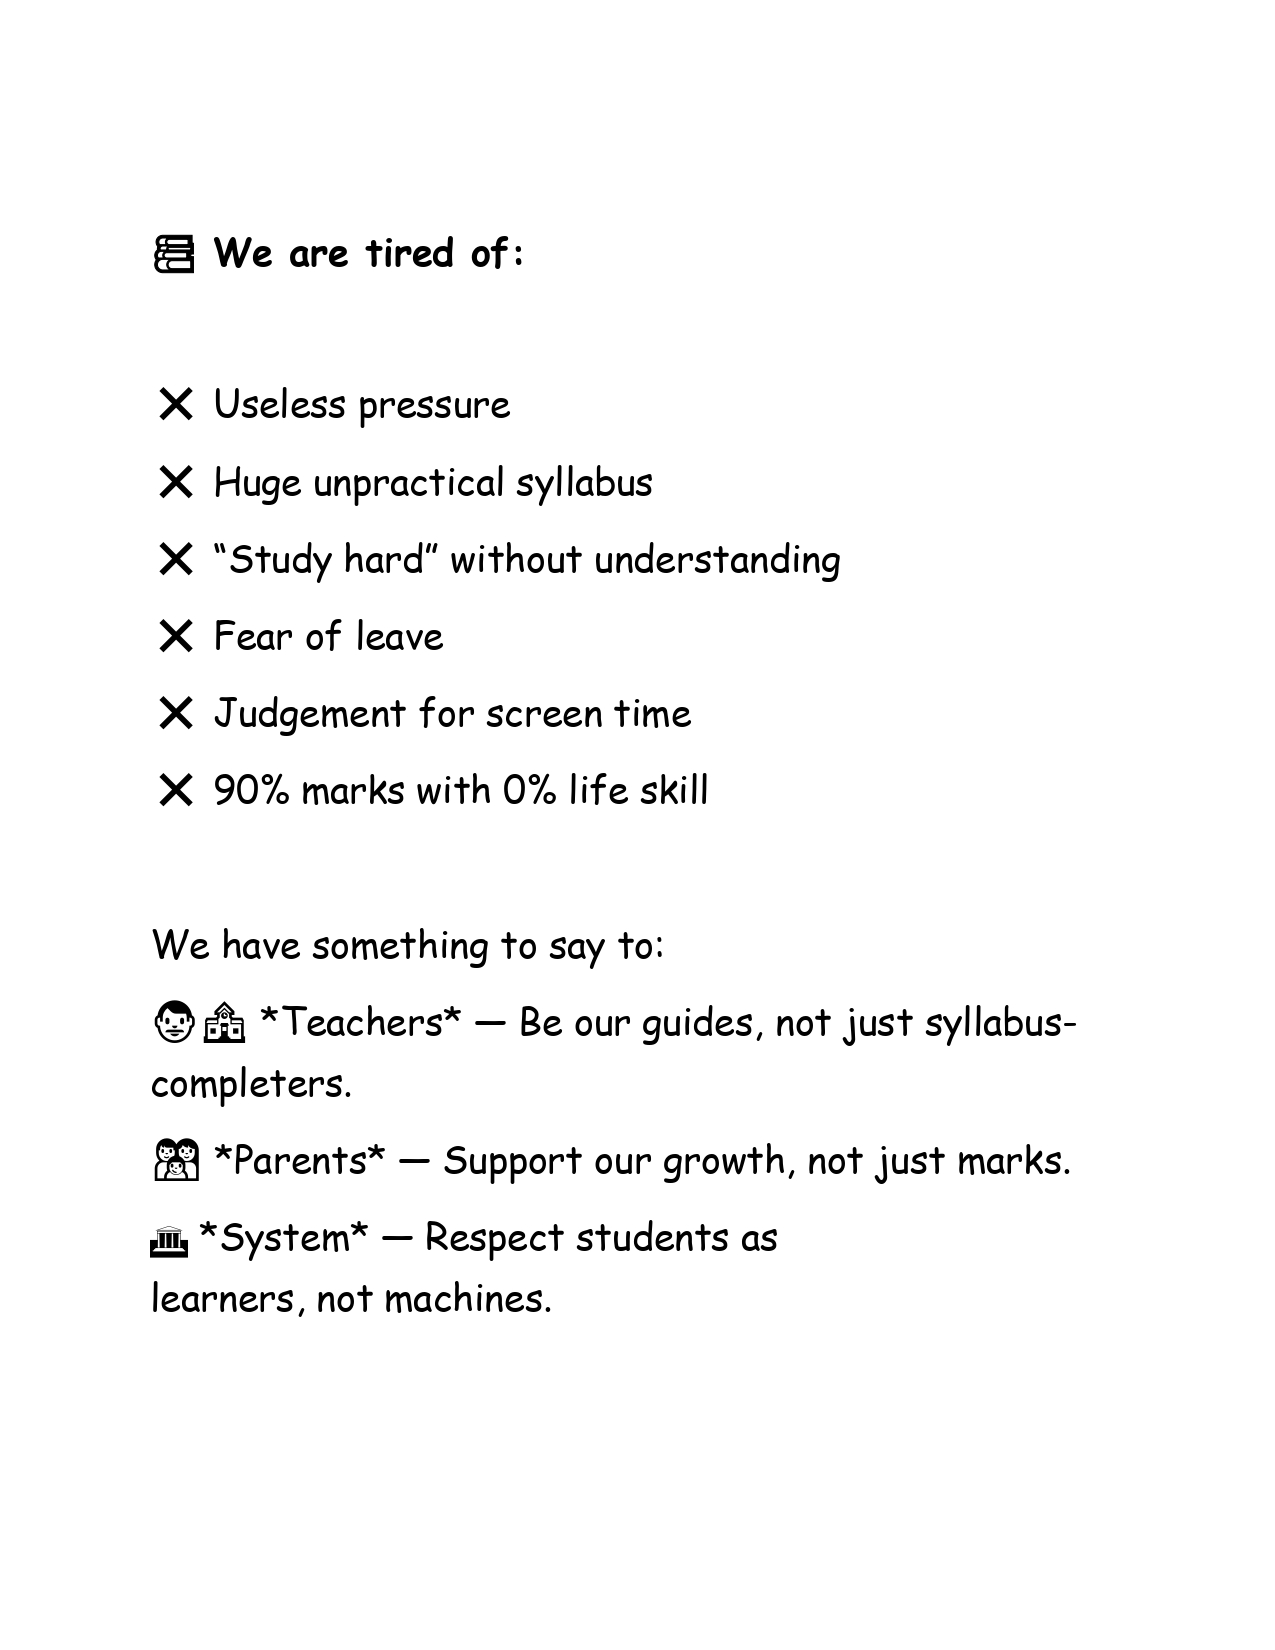 📚 We are tired of:
❌ Useless pressure
❌ Huge unpractical syllabus
❌ “Study hard” without understanding
❌ Fear of leave
❌ Judgement for screen time
❌ 90% marks with 0% life skill
We have something to say to:
👨🏫 *Teachers* — Be our guides, not just syllabus-
completers.
👪 *Parents* — Support our growth, not just marks.
🏛 *System* — Respect students as
learners, not machines.